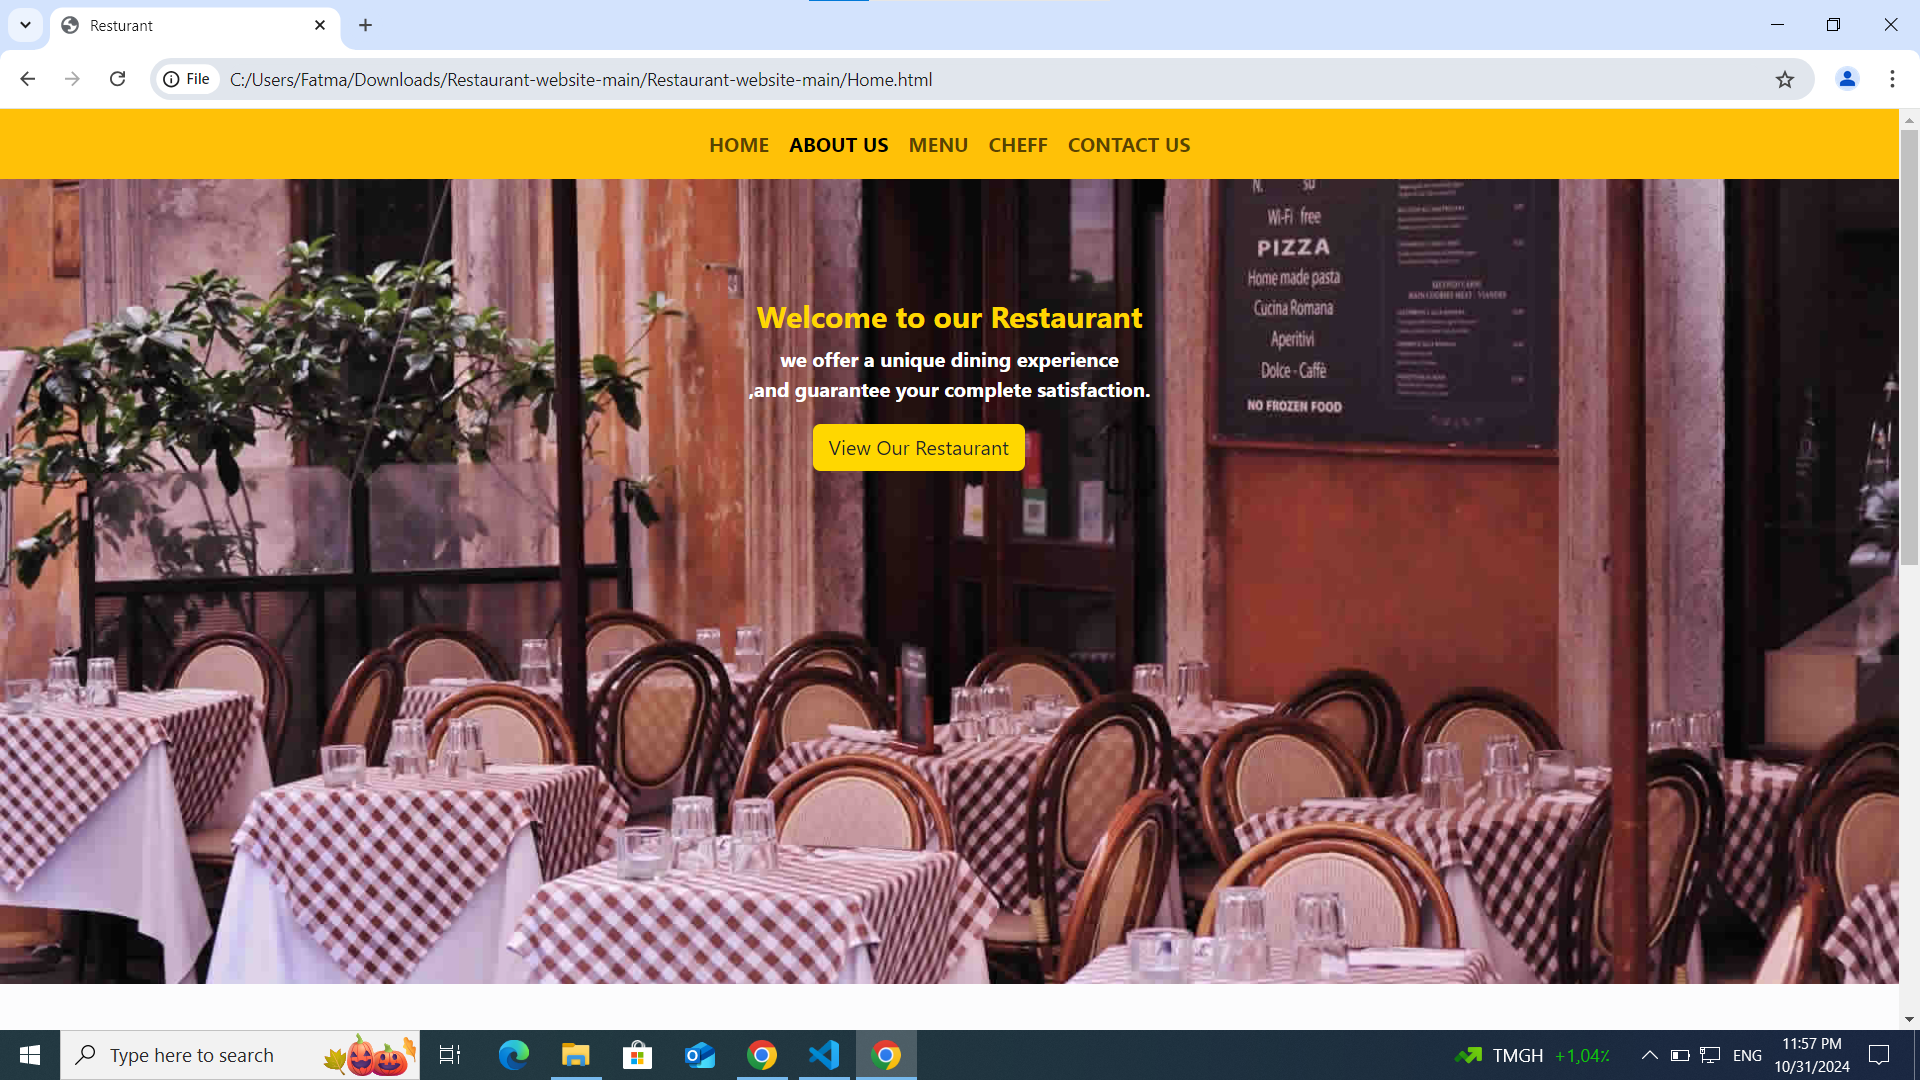 Resturant
File
C:/Users/Fatma/Downloads/Restaurant-website-main/Restaurant-website-main/Home.html
HOME ABOUT US MENU CHEFF CONTACT US
Wi-Fi free
PIZZA
Home made pasta
Cucina Romana
Aperitivi
Dolce - Caffè
NO FROZEN FOOD
Welcome to our Restaurant
we offer a unique dining experience
,and guarantee your complete satisfaction.
View Our Restaurant
Type here to search
TMGH +1,04%
ENG
11:57 PM
10/31/2024